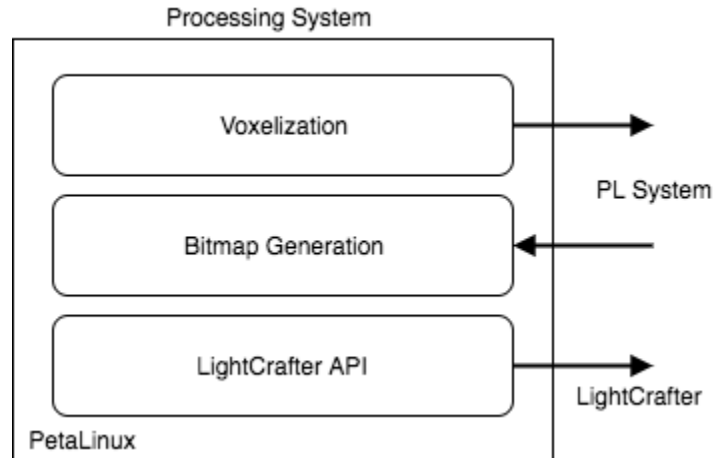 Processing System
Voxelization
PL System
Bitmap Generation
LightCrafter API
LightCrafter
PetaLinux